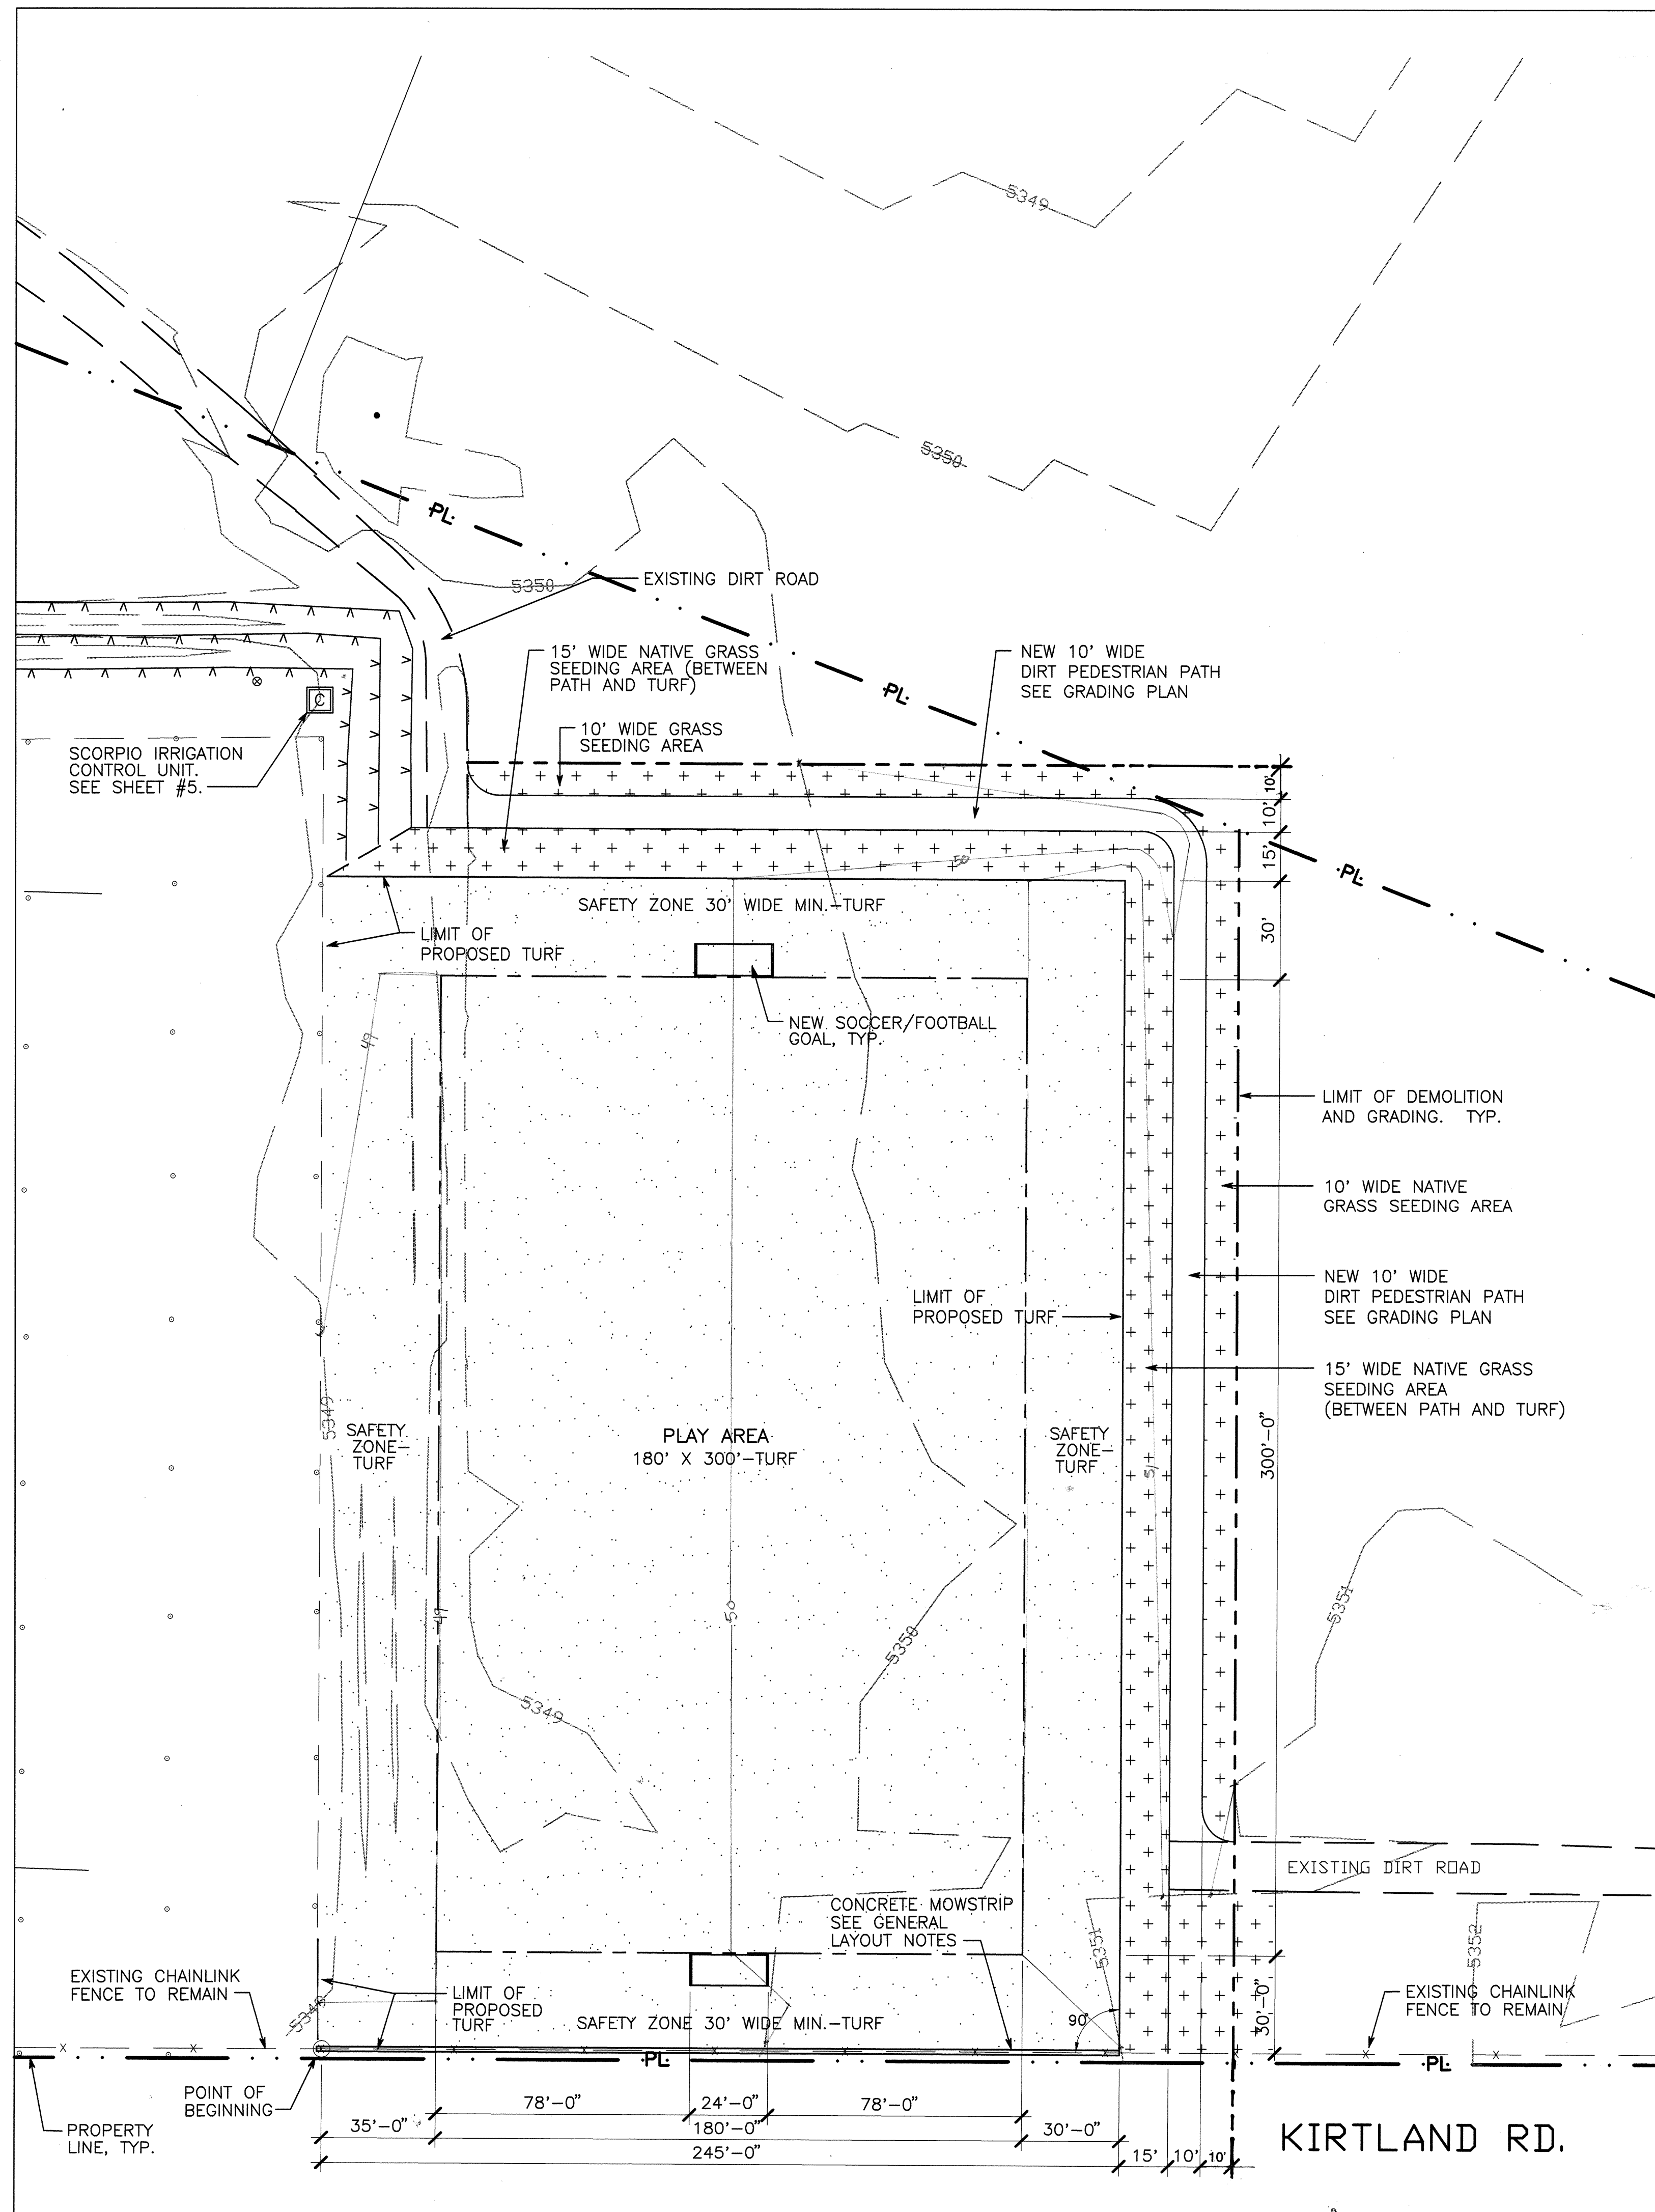 5349
5350
PL
5350
EXISTING DIRT ROAD
15' WIDE NATIVE GRASS
SEEDING AREA (BETWEEN
PATH AND TURF)
NEW 10' WIDE
DIRT PEDESTRIAN PATH
SEE GRADING PLAN
PL
C
10' WIDE GRASS
SEEDING AREA
SCORPIO IRRIGATION
CONTROL UNIT.
SEE SHEET #5.
10'
10'
15'
30'
50
PL
SAFETY ZONE 30' WIDE MIN.-TURF
LIMIT OF
PROPOSED TURF
NEW SOCCER/FOOTBALL
GOAL, TYP.
49
LIMIT OF DEMOLITION
AND GRADING. TYP.
10' WIDE NATIVE
GRASS SEEDING AREA
NEW 10' WIDE
DIRT PEDESTRIAN PATH
SEE GRADING PLAN
LIMIT OF
PROPOSED TURF
15' WIDE NATIVE GRASS
SEEDING AREA
(BETWEEN PATH AND TURF)
5349
SAFETY
ZONE-
TURF
PLAY AREA
180' X 300'-TURF
SAFETY
ZONE-
TURF
51
300'-0"
49
50
5350
5351
5349
EXISTING DIRT ROAD
CONCRETE MOWSTRIP
SEE GENERAL
LAYOUT NOTES
5351
5352
EXISTING CHAINLINK
FENCE TO REMAIN
LIMIT OF
PROPOSED
TURF
5349
SAFETY ZONE 30' WIDE MIN.-TURF
90°
30'-0"
EXISTING CHAINLINK
FENCE TO REMAIN
PL
PL
POINT OF
BEGINNING
PROPERTY
LINE, TYP.
78'-0"
24'-0"
78'-0"
35'-0"
180'-0"
30'-0"
245'-0"
15'
10'
10'
KIRTLAND RD.